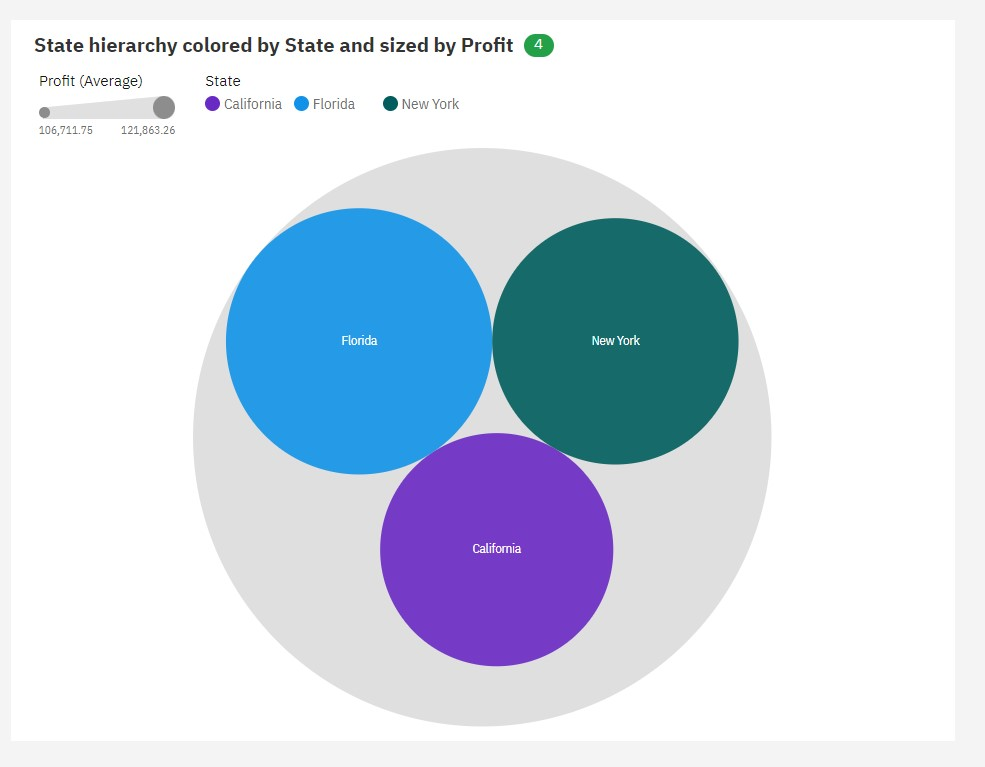 State hierarchy colored by State and sized by Profit 4
Profit (Average)
106,711.75 121,863.26
State
California Florida New York
Florida
New York
California